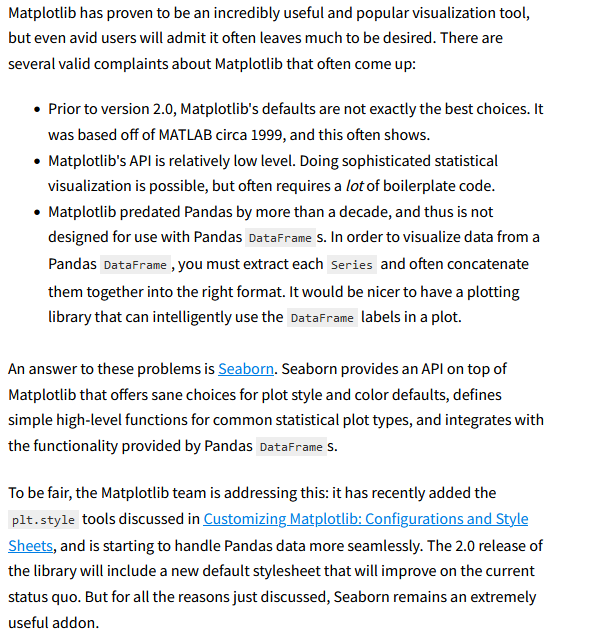 Matplotlib has proven to be an incredibly useful and popular visualization tool,
but even avid users will admit it often leaves much to be desired. There are
several valid complaints about Matplotlib that often come up:
• Prior to version 2.0, Matplotlib's defaults are not exactly the best choices. It
was based off of MATLAB circa 1999, and this often shows.
• Matplotlib's API is relatively low level. Doing sophisticated statistical
visualization is possible, but often requires a lot of boilerplate code.
• Matplotlib predated Pandas by more than a decade, and thus is not
designed for use with Pandas DataFrame s. In order to visualize data from a
Pandas DataFrame , you must extract each Series and often concatenate
them together into the right format. It would be nicer to have a plotting
library that can intelligently use the DataFrame labels in a plot.
An answer to these problems is Seaborn. Seaborn provides an API on top of
Matplotlib that offers sane choices for plot style and color defaults, defines
simple high-level functions for common statistical plot types, and integrates with
the functionality provided by Pandas DataFrame s.
To be fair, the Matplotlib team is addressing this: it has recently added the
plt.style tools discussed in Customizing Matplotlib: Configurations and Style
Sheets, and is starting to handle Pandas data more seamlessly. The 2.0 release of
the library will include a new default stylesheet that will improve on the current
status quo. But for all the reasons just discussed, Seaborn remains an extremely
useful addon.